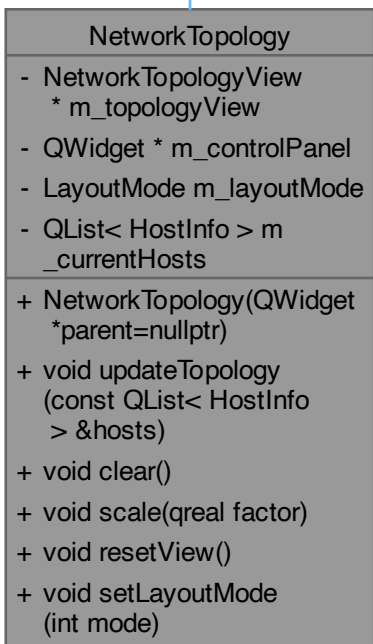 NetworkTopology
- NetworkTopologyView
* m_topologyView
- QWidget * m_controlPanel
- LayoutMode m_layoutMode
- QList< HostInfo > m
_currentHosts
+ NetworkTopology(QWidget
*parent=nullptr)
+ void updateTopology
(const QList< HostInfo
> &hosts)
+ void clear()
+ void scale(qreal factor)
+ void resetView()
+ void setLayoutMode
(int mode)